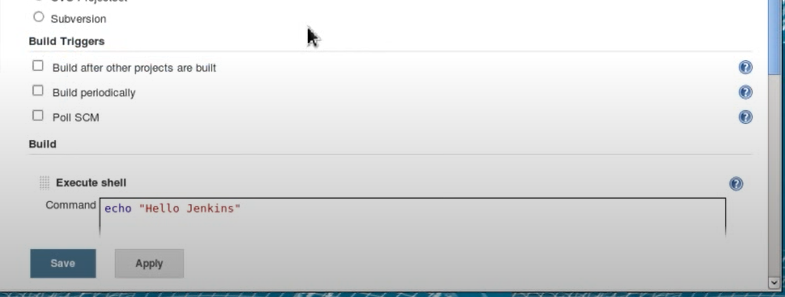 Subversion
Build Triggers
Build after other projects are built
Build periodically
Poll SCM
Build
Execute shell
Command echo "Hello Jenkins"
Save Apply